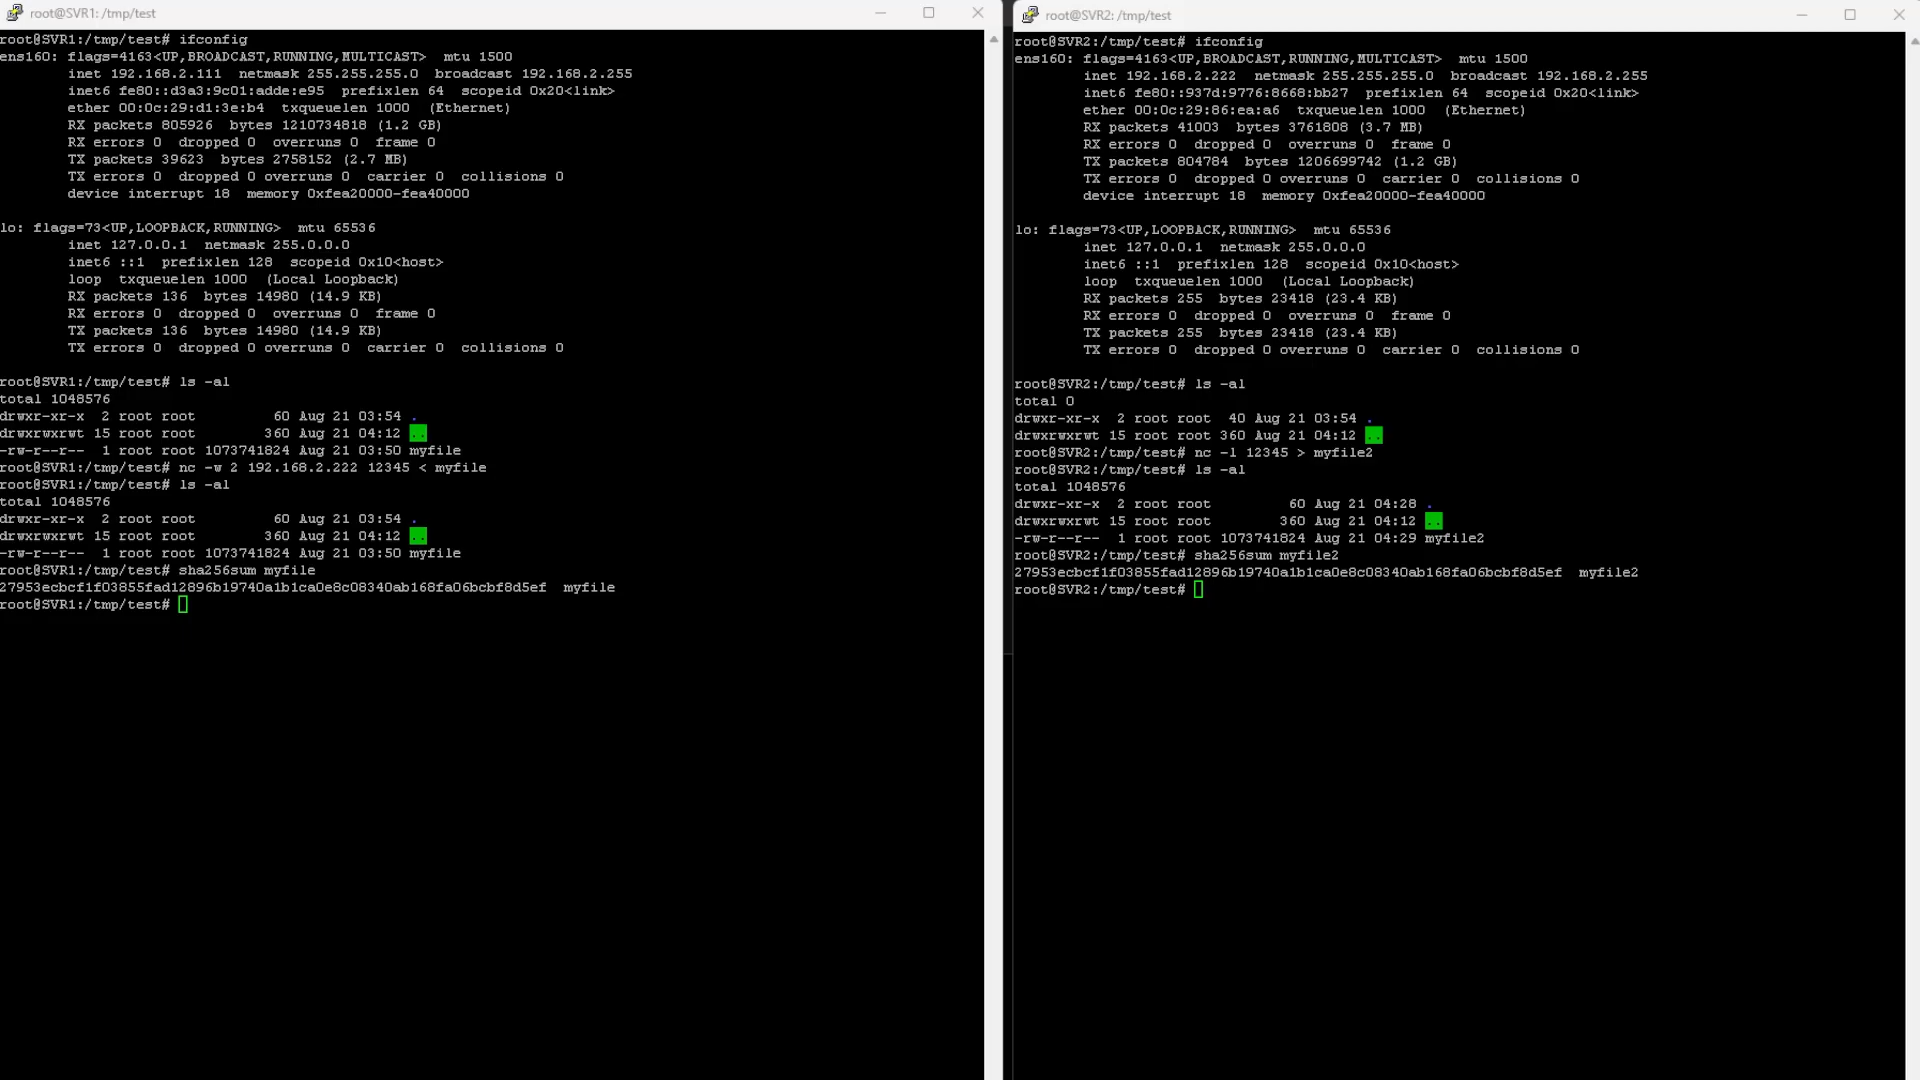 root@SVR1: /tmp/test
root@SVR1:/tmp/test# ifconfig
ens160: flags=4163<UP,BROADCAST,RUNNING,MULTICAST>  mtu 1500
        inet 192.168.2.111  netmask 255.255.255.0  broadcast 192.168.2.255
        inet6 fe80::d3a3:9c01:adde:e95  prefixlen 64  scopeid 0x20<link>
        ether 00:0c:29:d1:3e:b4  txqueuelen 1000  (Ethernet)
        RX packets 805926  bytes 1210734818 (1.2 GB)
        RX errors 0  dropped 0  overruns 0  frame 0
        TX packets 39623  bytes 2758152 (2.7 MB)
        TX errors 0  dropped 0 overruns 0  carrier 0  collisions 0
        device interrupt 18  memory 0xfea20000-fea40000
lo: flags=73<UP,LOOPBACK,RUNNING>  mtu 65536
        inet 127.0.0.1  netmask 255.0.0.0
        inet6 ::1  prefixlen 128  scopeid 0x10<host>
        loop  txqueuelen 1000  (Local Loopback)
        RX packets 136  bytes 14980 (14.9 KB)
        RX errors 0  dropped 0  overruns 0  frame 0
        TX packets 136  bytes 14980 (14.9 KB)
        TX errors 0  dropped 0 overruns 0  carrier 0  collisions 0
root@SVR1:/tmp/test# ls -al
total 1048576
drwxr-xr-x  2 root root         60 Aug 21 03:54 .
drwxrwxrwt 15 root root        360 Aug 21 04:12 ..
-rw-r--r--  1 root root 1073741824 Aug 21 03:50 myfile
root@SVR1:/tmp/test# nc -w 2 192.168.2.222 12345 < myfile
root@SVR1:/tmp/test# ls -al
total 1048576
drwxr-xr-x  2 root root         60 Aug 21 03:54 .
drwxrwxrwt 15 root root        360 Aug 21 04:12 ..
-rw-r--r--  1 root root 1073741824 Aug 21 03:50 myfile
root@SVR1:/tmp/test# sha256sum myfile
27953ecbcf1f03855fad12896b19740a1b1ca0e8c08340ab168fa06bcbf8d5ef  myfile
root@SVR1:/tmp/test#
root@SVR2: /tmp/test
root@SVR2:/tmp/test# ifconfig
ens160: flags=4163<UP,BROADCAST,RUNNING,MULTICAST>  mtu 1500
        inet 192.168.2.222  netmask 255.255.255.0  broadcast 192.168.2.255
        inet6 fe80::937d:9776:8668:bb27  prefixlen 64  scopeid 0x20<link>
        ether 00:0c:29:86:ea:a6  txqueuelen 1000  (Ethernet)
        RX packets 41003  bytes 3761808 (3.7 MB)
        RX errors 0  dropped 0  overruns 0  frame 0
        TX packets 804784  bytes 1206699742 (1.2 GB)
        TX errors 0  dropped 0 overruns 0  carrier 0  collisions 0
        device interrupt 18  memory 0xfea20000-fea40000
lo: flags=73<UP,LOOPBACK,RUNNING>  mtu 65536
        inet 127.0.0.1  netmask 255.0.0.0
        inet6 ::1  prefixlen 128  scopeid 0x10<host>
        loop  txqueuelen 1000  (Local Loopback)
        RX packets 255  bytes 23418 (23.4 KB)
        RX errors 0  dropped 0  overruns 0  frame 0
        TX packets 255  bytes 23418 (23.4 KB)
        TX errors 0  dropped 0 overruns 0  carrier 0  collisions 0
root@SVR2:/tmp/test# ls -al
total 0
drwxr-xr-x  2 root root  40 Aug 21 03:54 .
drwxrwxrwt 15 root root 360 Aug 21 04:12 ..
root@SVR2:/tmp/test# nc -l 12345 > myfile2
root@SVR2:/tmp/test# ls -al
total 1048576
drwxr-xr-x  2 root root         60 Aug 21 04:28 .
drwxrwxrwt 15 root root        360 Aug 21 04:12 ..
-rw-r--r--  1 root root 1073741824 Aug 21 04:29 myfile2
root@SVR2:/tmp/test# sha256sum myfile2
27953ecbcf1f03855fad12896b19740a1b1ca0e8c08340ab168fa06bcbf8d5ef  myfile2
root@SVR2:/tmp/test#